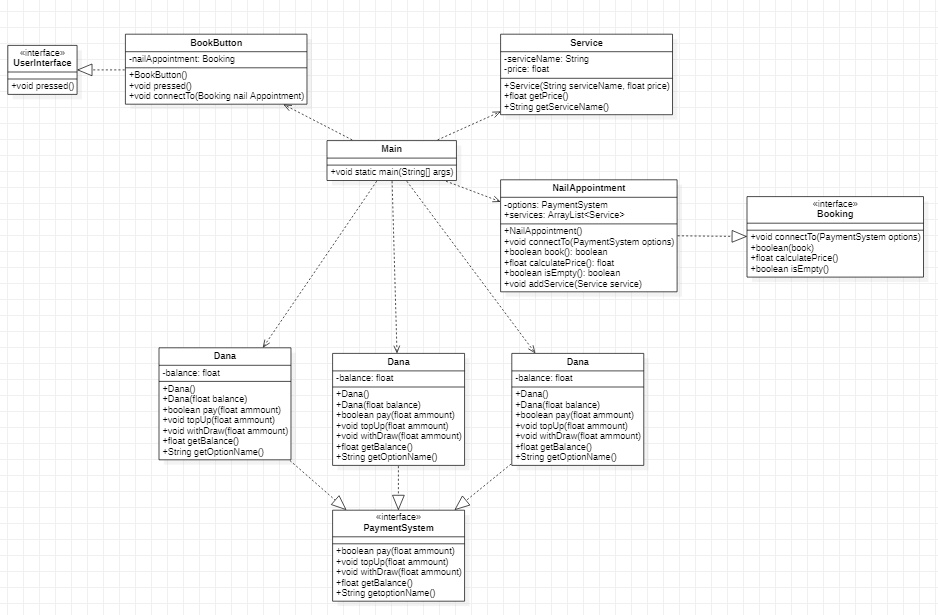 «interface»
UserInterface
+void pressed()
BookButton
-nailAppointment: Booking
+BookButton()
+void pressed()
+void connectTo(Booking nail Appointment)
Service
-serviceName: String
-price: float
+Service(String serviceName, float price)
+float getPrice()
+String getServiceName()
Main
+void static main(String[] args)
NailAppointment
-options: PaymentSystem
+services: ArrayList<Service>
+NailAppointment()
+void connectTo(PaymentSystem options)
+boolean book(): boolean
+float calculatePrice(): float
+boolean isEmpty(): boolean
+void addService(Service service)
«interface»
Booking
+void connectTo(PaymentSystem options)
+boolean(book)
+float calculatePrice()
+boolean isEmpty()
Dana
-balance: float
+Dana()
+Dana(float balance)
+boolean pay(float ammount)
+void topUp(float ammount)
+void withDraw(float ammount)
+float getBalance()
+String getOptionName()
Dana
-balance: float
+Dana()
+Dana(float balance)
+boolean pay(float ammount)
+void topUp(float ammount)
+void withDraw(float ammount)
+float getBalance()
+String getOptionName()
Dana
-balance: float
+Dana()
+Dana(float balance)
+boolean pay(float ammount)
+void topUp(float ammount)
+void withDraw(float ammount)
+float getBalance()
+String getOptionName()
«interface»
PaymentSystem
+boolean pay(float ammount)
+void topUp(float ammount)
+void withDraw(float ammount)
+float getBalance()
+String getoptionName()